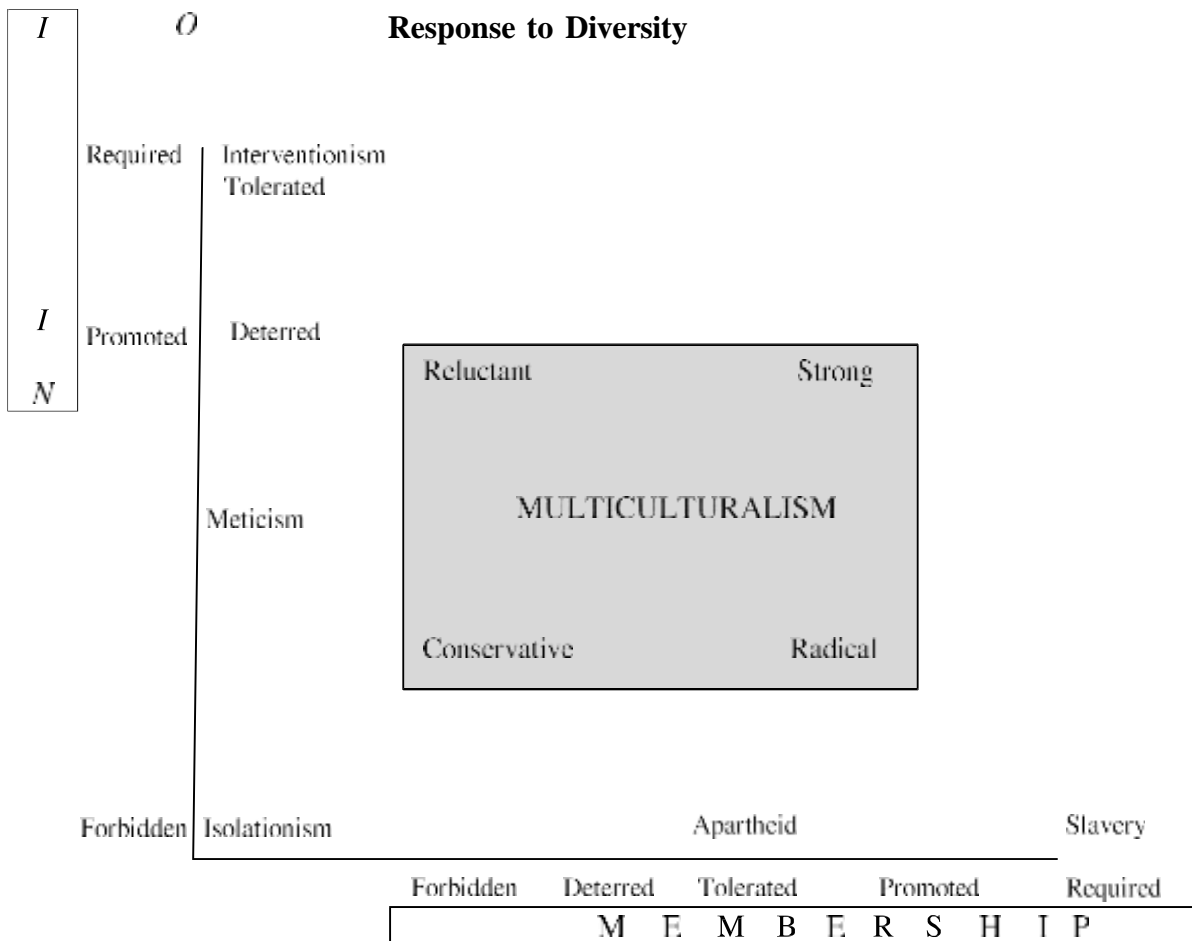 I O Response to Diversity
Required Interventionism
Tolerated
I
Promoted Deterred
Reluctant Strong
N
MULTICULTURALISM
Meticism
Conservative Radical
Forbidden Isolationism Apartheid Slavery
Forbidden Deterred Tolerated Promoted Required
M E M B E R S H I P